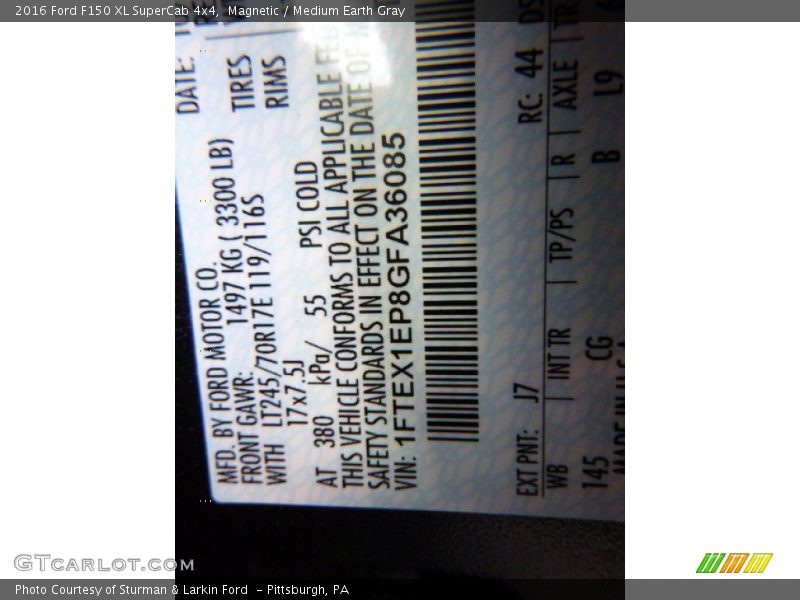 2016 Ford F150 XL SuperCab 4x4, Magnetic / Medium Earth Gray
DATE:
MFD. BY FORD MOTOR CO.
FRONT GAWR: 1497 KG ( 3300 LB)
WITH LT245/70R17E 119/116S TIRES
17x7.5J RIMS
AT 380 kPa/ 55 PSI COLD
THIS VEHICLE CONFORMS TO ALL APPLICABLE
SAFETY STANDARDS IN EFFECT ON THE DATE OF
VIN: 1FTEX1EP8GFA36085
EXT PNT: J7 RC: 44
WB INT TR TP/PS R AXLE TR
145 CG B L9
MADE IN U.S.A
GTCARLOT.COM
Photo Courtesy of Sturman & Larkin Ford - Pittsburgh, PA